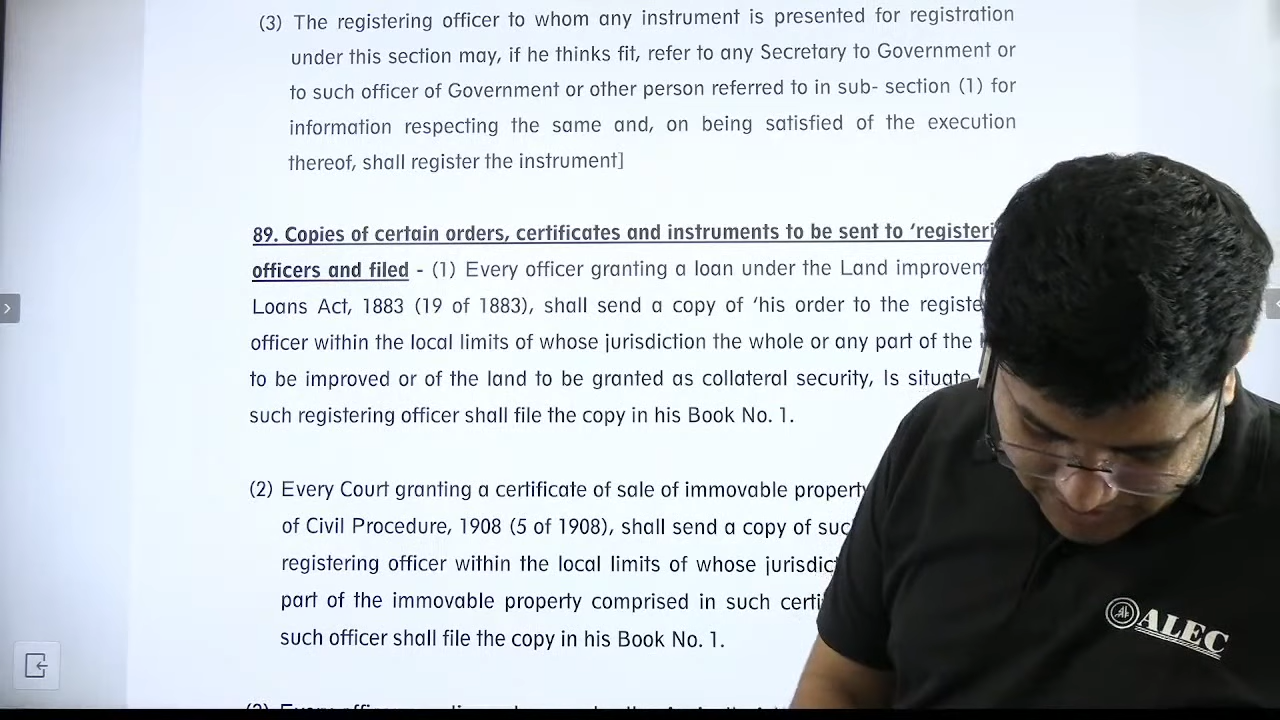 (3) The registering officer to whom any instrument is presented for registration
under this section may, if he thinks fit, refer to any Secretary to Government or
to such officer of Government or other person referred to in sub- section (1) for
information respecting the same and, on being satisfied of the execution
thereof, shall register the instrument]
89. Copies of certain orders, certificates and instruments to be sent to ‘registeri
officers and filed - (1) Every officer granting a loan under the Land improvem
Loans Act, 1883 (19 of 1883), shall send a copy of ‘his order to the registe
officer within the local limits of whose jurisdiction the whole or any part of the
to be improved or of the land to be granted as collateral security, Is situate
such registering officer shall file the copy in his Book No. 1.
(2) Every Court granting a certificate of sale of immovable property
of Civil Procedure, 1908 (5 of 1908), shall send a copy of suc
registering officer within the local limits of whose jurisdic
part of the immovable property comprised in such certi
such officer shall file the copy in his Book No. 1.
ALEC